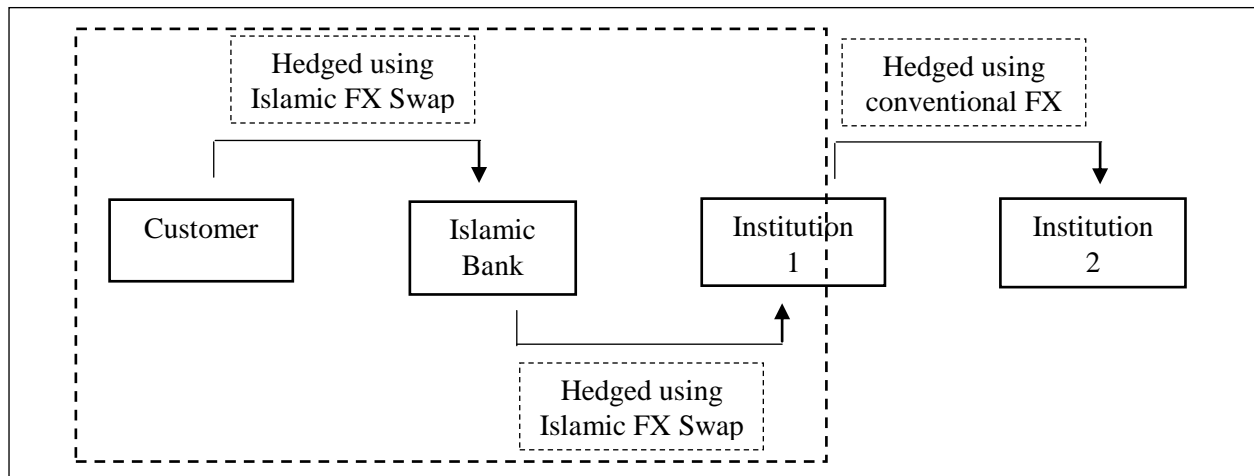 Hedged using
Islamic FX Swap
Hedged using
conventional FX
Customer
Islamic
Bank
Institution
1
Institution
2
Hedged using
Islamic FX Swap